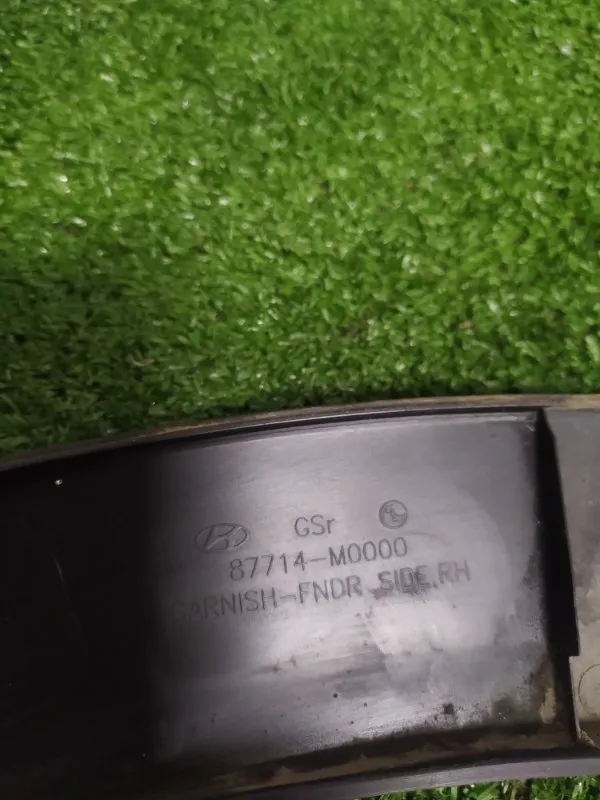 GSr
87714-M0000
GARNISH-FNDR SIDE,RH